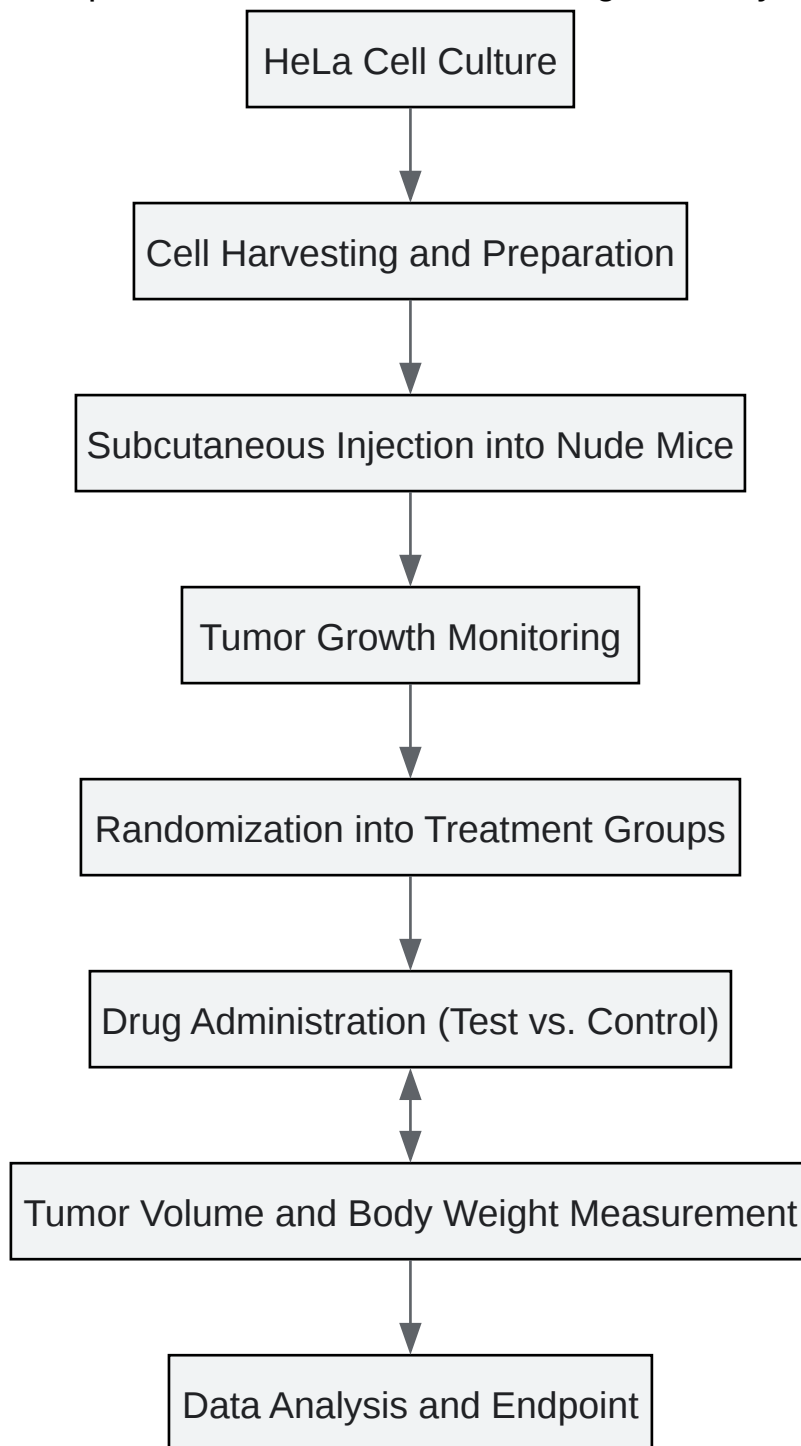 HeLa Cell Culture
Cell Harvesting and Preparation
Subcutaneous Injection into Nude Mice
Tumor Growth Monitoring
Randomization into Treatment Groups
Drug Administration (Test vs. Control)
Tumor Volume and Body Weight Measurement
Data Analysis and Endpoint